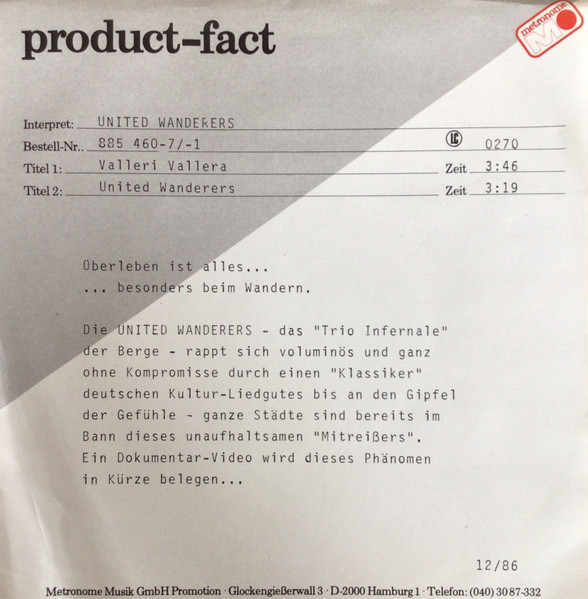 product-fact
metronome
M
Interpret: UNITED WANDERERS
Bestell-Nr.. 885 460-7/-1 LC 0270
Titel 1: Valleri Vallera Zeit 3:46
Titel 2: United Wanderers Zeit 3:19
Überleben ist alles...
... besonders beim Wandern.
Die UNITED WANDERERS - das "Trio Infernale"
der Berge - rappt sich voluminös und ganz
ohne Kompromisse durch einen "Klassiker"
deutschen Kultur-Liedgutes bis an den Gipfel
der Gefühle - ganze Städte sind bereits im
Bann dieses unaufhaltsamen "Mitreißers".
Ein Dokumentar-Video wird dieses Phänomen
in Kürze belegen...
12/86
Metronome Musik GmbH Promotion · Glockengießerwall 3 · D-2000 Hamburg 1 · Telefon: (040) 30 87-332